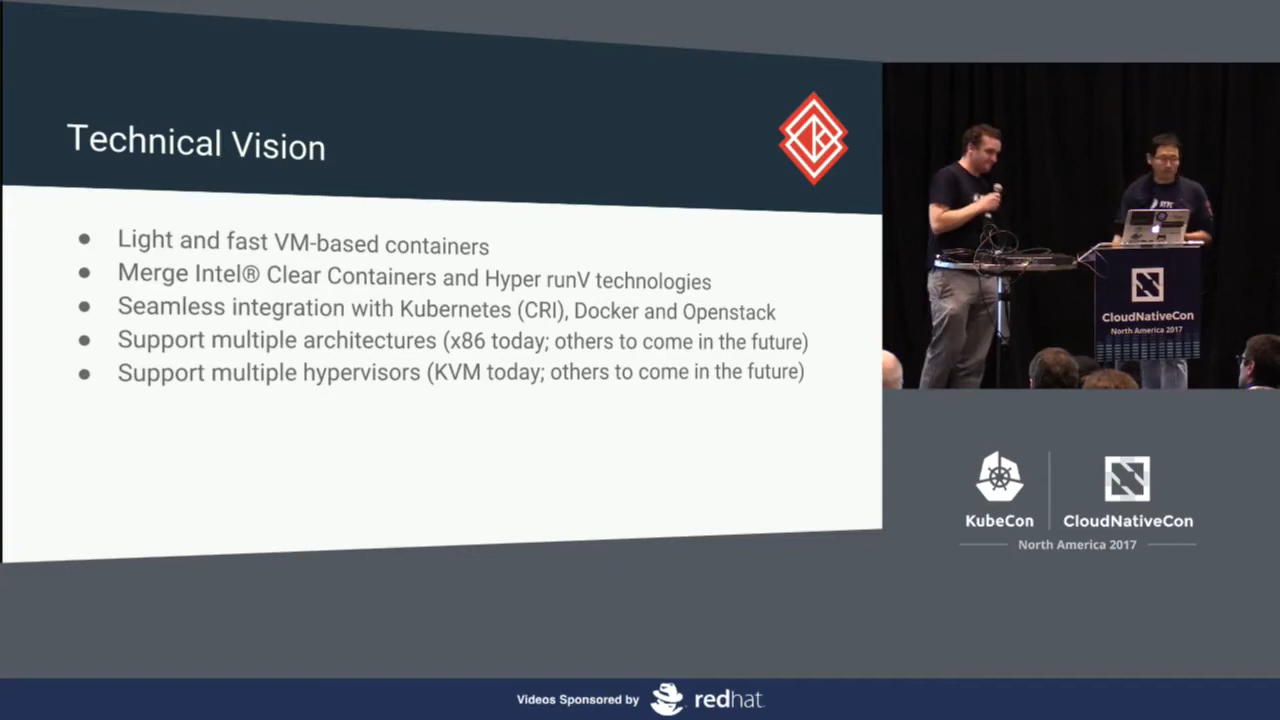 Technical Vision
Light and fast VM-based containers
Merge Intel® Clear Containers and Hyper runV technologies
Seamless integration with Kubernetes (CRI), Docker and Openstack
Support multiple architectures (x86 today; others to come in the future)
Support multiple hypervisors (KVM today; others to come in the future)
CloudNativeCon
North America 2017
KubeCon
CloudNativeCon
North America 2017
Videos Sponsored by
redhat